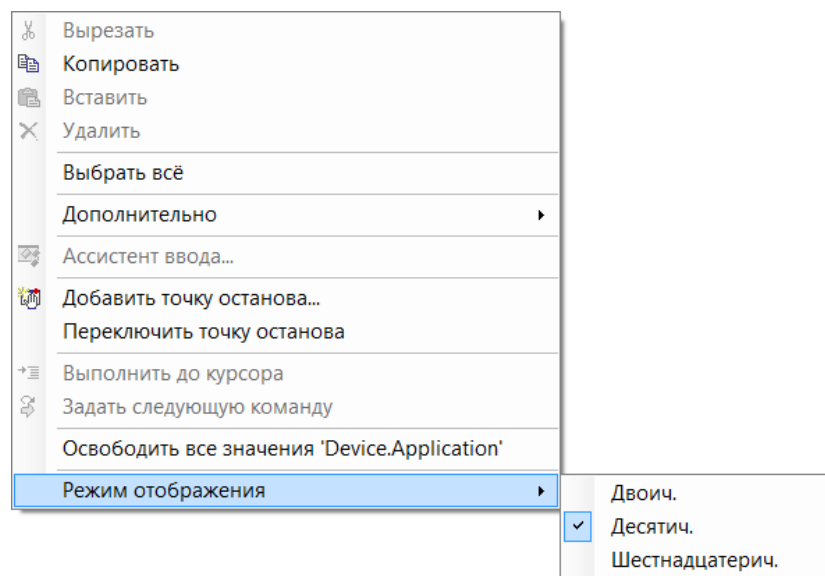 Вырезать
Копировать
Вставить
Удалить
Выбрать всё
Дополнительно
Ассистент ввода...
Добавить точку останова...
Переключить точку останова
Выполнить до курсора
Задать следующую команду
Освободить все значения 'Device.Application'
Режим отображения
Двоич.
Десятич.
Шестнадцатерич.